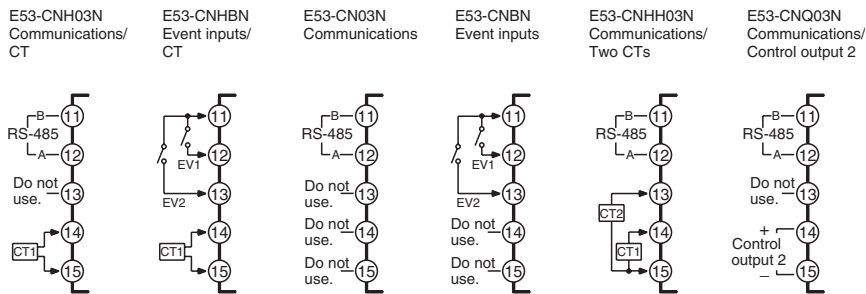 E53-CNH03N
Communications/
CT
B
11
RS-485
A
12
Do not
use.
13
14
CT1
15
E53-CNHBN
Event inputs/
CT
11
12
EV1
13
EV2
14
CT1
15
E53-CN03N
Communications
B
11
RS-485
A
12
Do not
use.
13
Do not
use.
14
Do not
use.
15
E53-CNBN
Event inputs
11
12
EV1
13
EV2
Do not
use.
14
Do not
use.
15
E53-CNHH03N
Communications/
Two CTs
B
11
RS-485
A
12
13
CT2
14
CT1
15
E53-CNQ03N
Communications/
Control output 2
B
11
RS-485
A
12
Do not
use.
13
+
14
Control
output 2
−
15